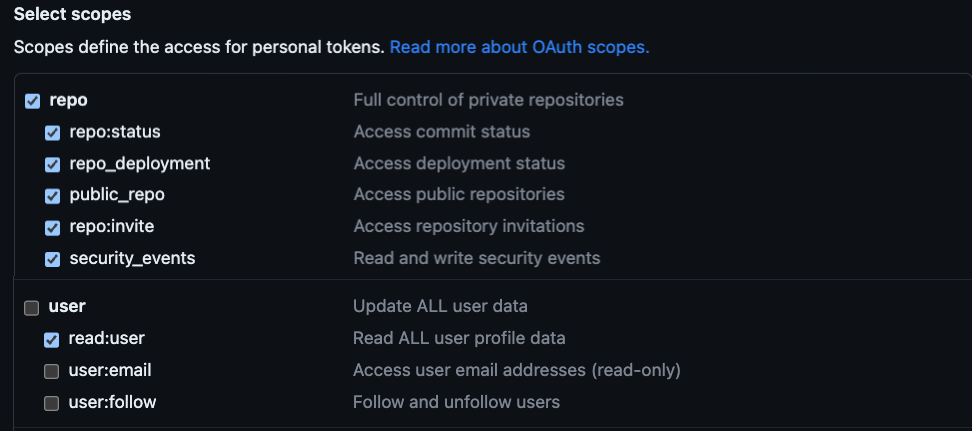 Select scopes
Scopes define the access for personal tokens. Read more about OAuth scopes.
repo Full control of private repositories
repo:status Access commit status
repo_deployment Access deployment status
public_repo Access public repositories
repo:invite Access repository invitations
security_events Read and write security events
user Update ALL user data
read:user Read ALL user profile data
user:email Access user email addresses (read-only)
user:follow Follow and unfollow users